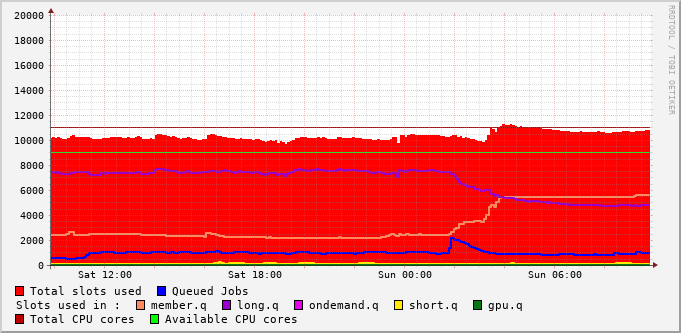 20000
18000
16000
14000
12000
10000
8000
6000
4000
2000
0
Sat 12:00 Sat 18:00 Sun 00:00 Sun 06:00
Total slots used Queued Jobs
Slots used in : member.q long.q ondemand.q short.q gpu.q
Total CPU cores Available CPU cores
RRDTOOL / TOBI OETIKER